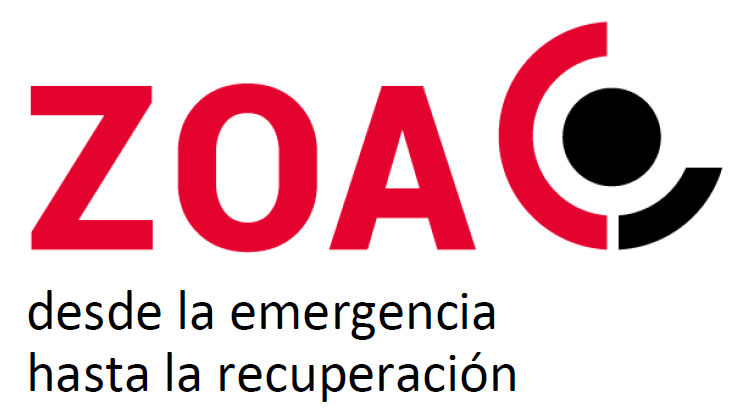 ZOA
desde la emergencia
hasta la recuperación